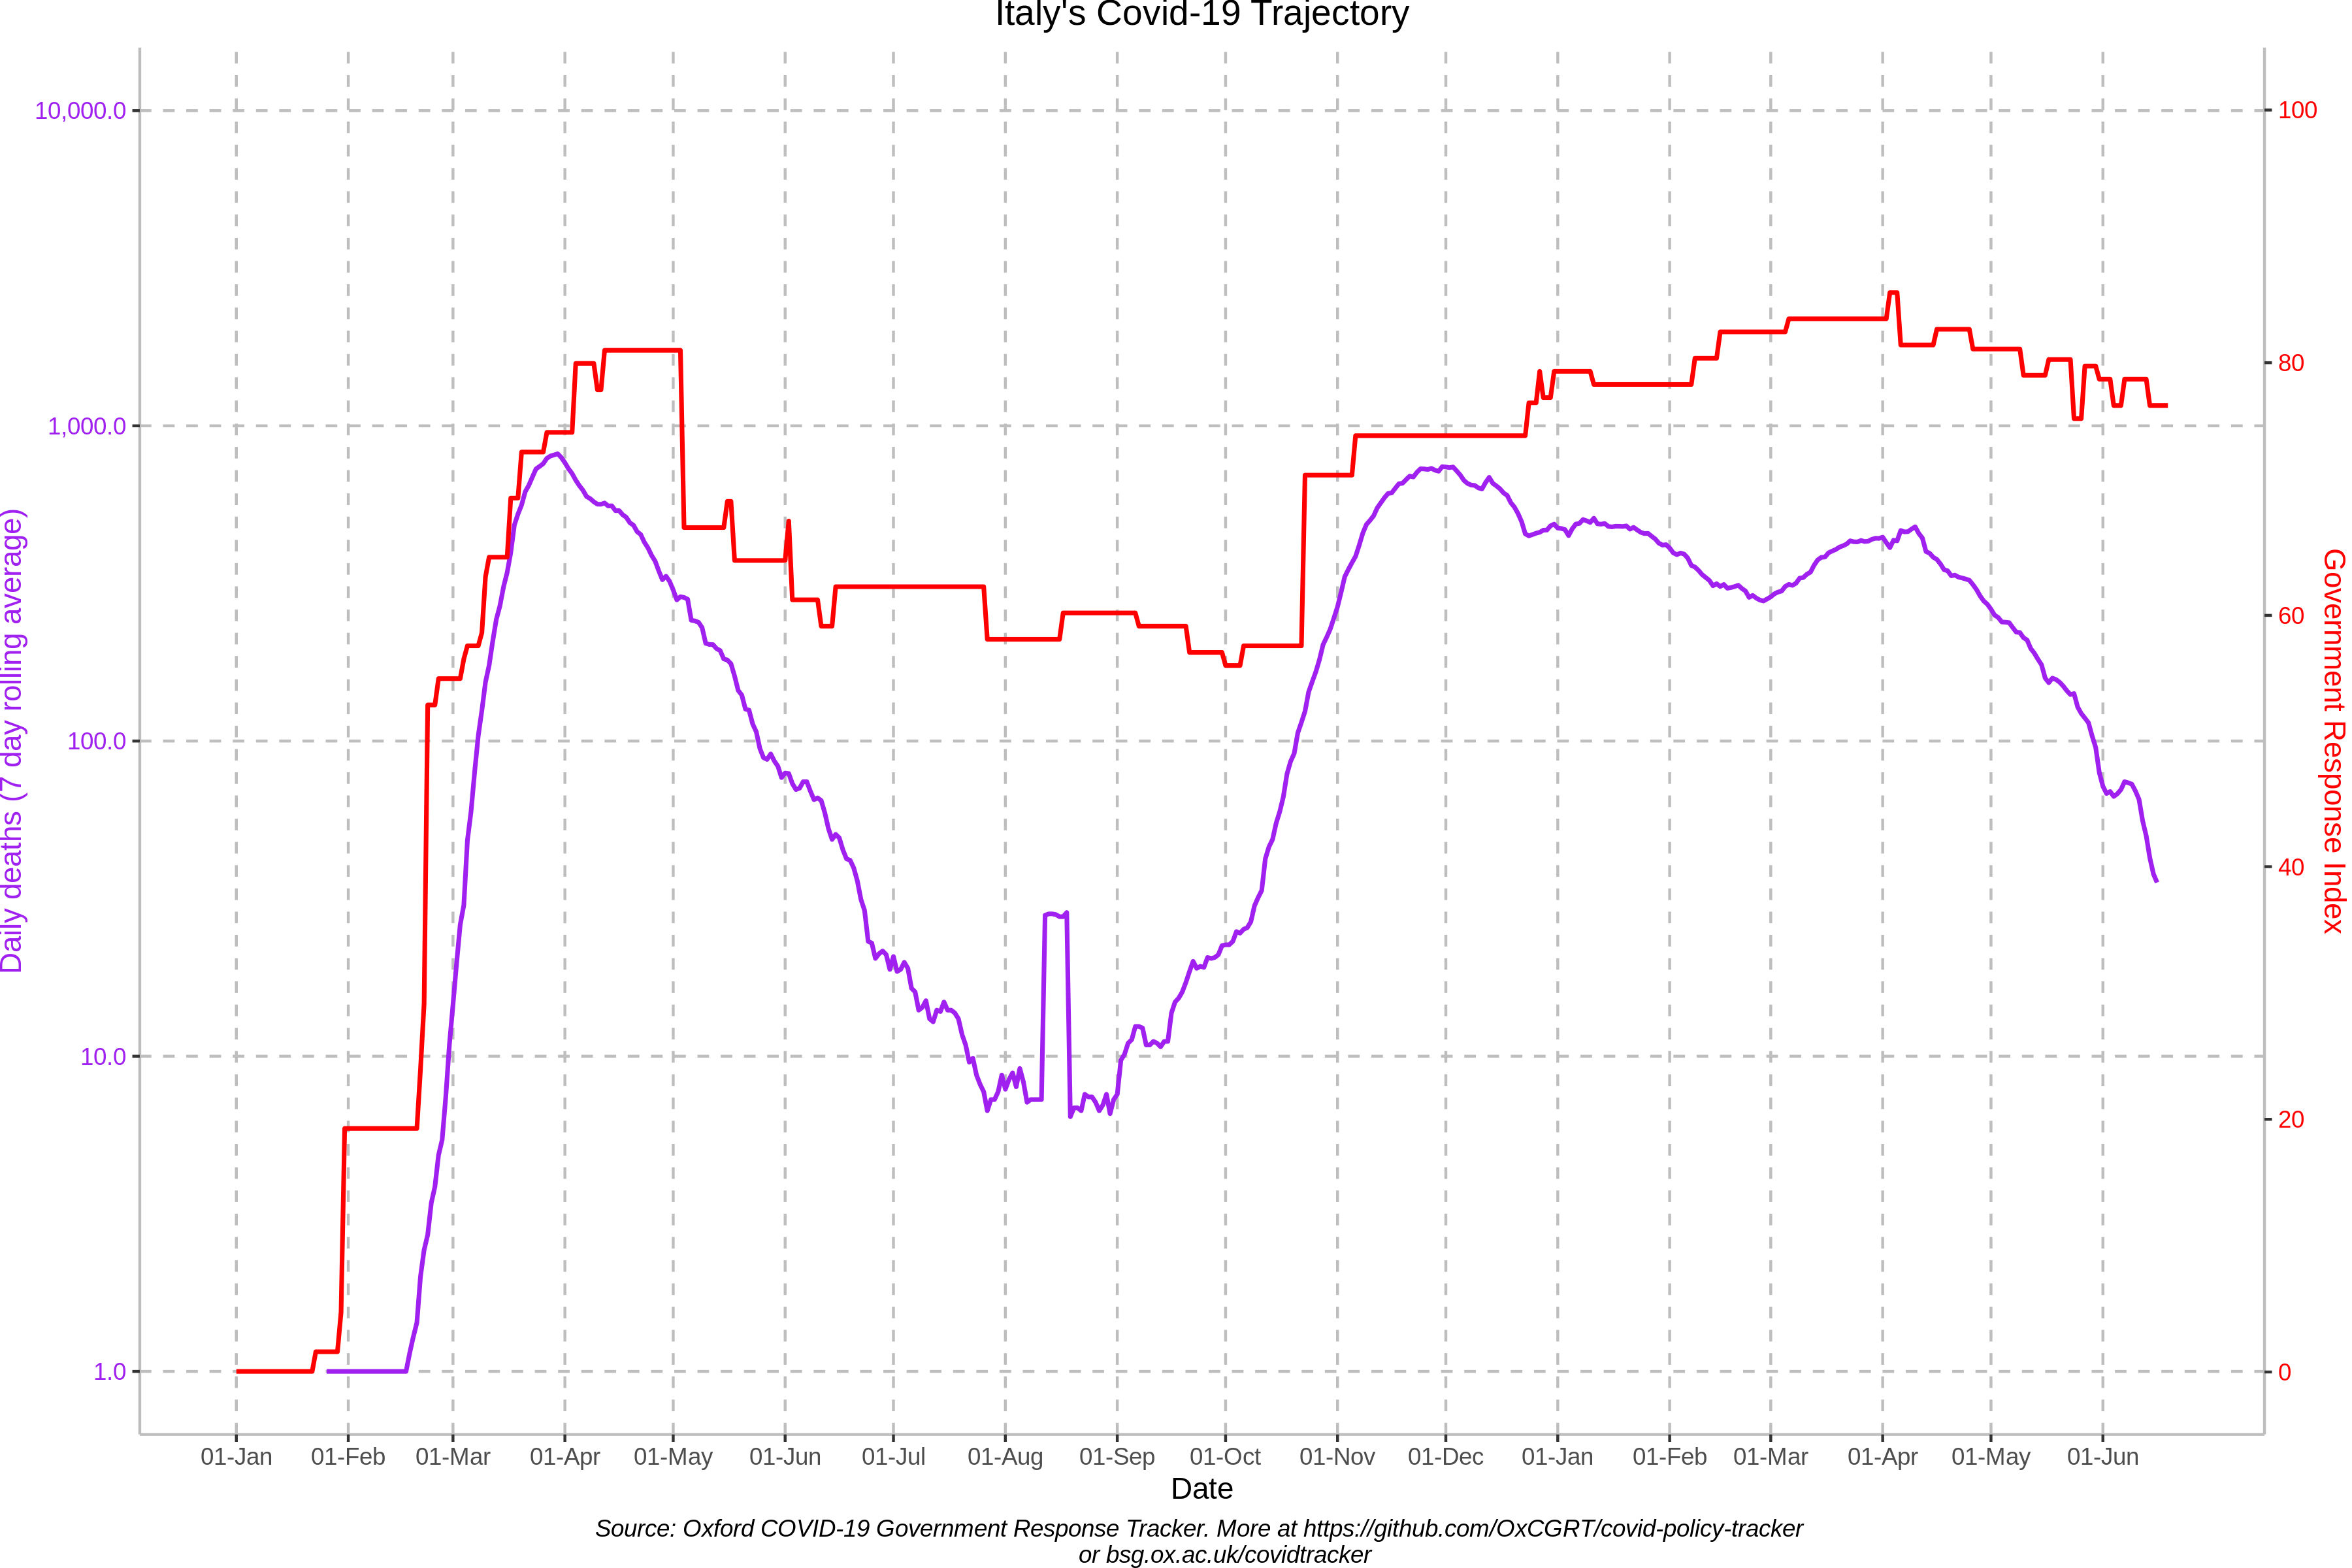 Italy's Covid-19 Trajectory
10,000.0
1,000.0
100.0
10.0
1.0
Daily deaths (7 day rolling average)
100
80
60
40
20
0
Government Response Index
01-Jan 01-Feb 01-Mar 01-Apr 01-May 01-Jun 01-Jul 01-Aug 01-Sep 01-Oct 01-Nov 01-Dec 01-Jan 01-Feb 01-Mar 01-Apr 01-May 01-Jun
Date
Source: Oxford COVID-19 Government Response Tracker. More at https://github.com/OxCGRT/covid-policy-tracker
or bsg.ox.ac.uk/covidtracker